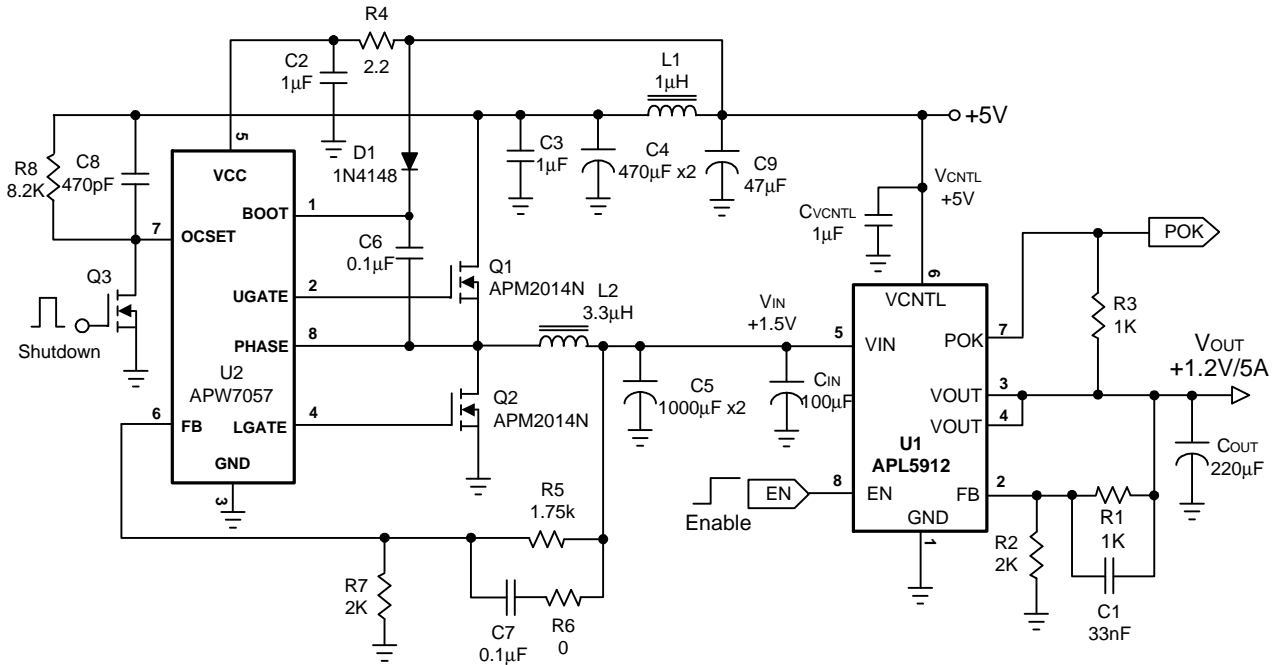 R4
2.2
C2
1μF
L1
1μH
+5V
5
R8
8.2K
C8
470pF
VCC
D1
1N4148
C3
1μF
C4
470μF x2
C9
47μF
VCNTL
+5V
CVCNTL
1μF
BOOT
1
7
OCSET
C6
0.1μF
POK
6
Q3
UGATE
2
Q1
APM2014N
L2
3.3μH
VIN
+1.5V
VCNTL
R3
1K
7
POK
Shutdown
PHASE
8
5
VIN
VOUT
+1.2V/5A
U2
APW7057
C5
1000μF x2
CIN
100μF
3
VOUT
4
VOUT
6
FB
LGATE
4
Q2
APM2014N
U1
APL5912
COUT
220μF
GND
3
EN
Enable
8
EN
2
FB
R5
1.75k
GND
1
R1
1K
R2
2K
R7
2K
C7
0.1μF
R6
0
C1
33nF